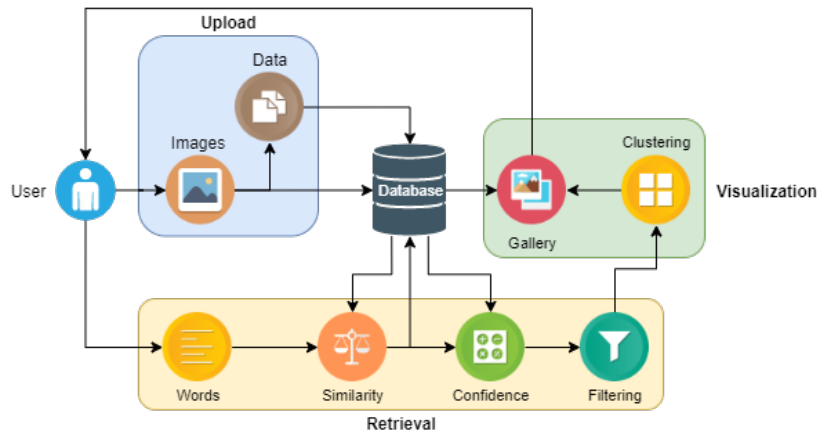 Upload
Data
Images
User
Database
Clustering
Visualization
Gallery
Words
Similarity
Confidence
Filtering
Retrieval